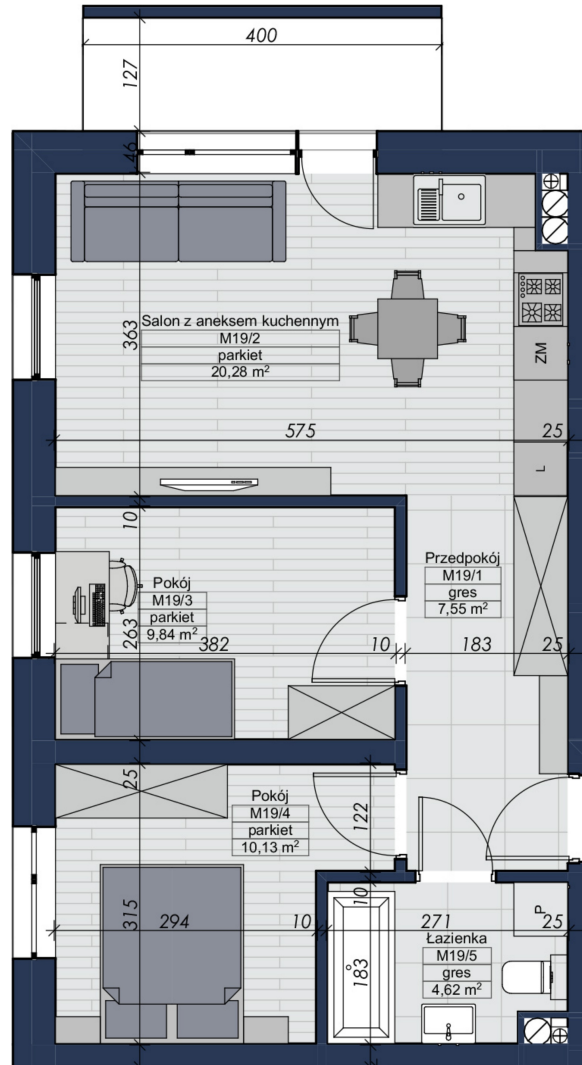 400
127
46
Salon z aneksem kuchennym
M19/2
parkiet
20,28 m²
363
ZM
575
25
L
10
Przedpokój
M19/1
gres
7,55 m²
Pokój
M19/3
parkiet
9,84 m²
263
382
10
183
25
25
Pokój
M19/4
parkiet
10,13 m²
122
10
315
294
10
271
25
P
183
Łazienka
M19/5
gres
4,62 m²